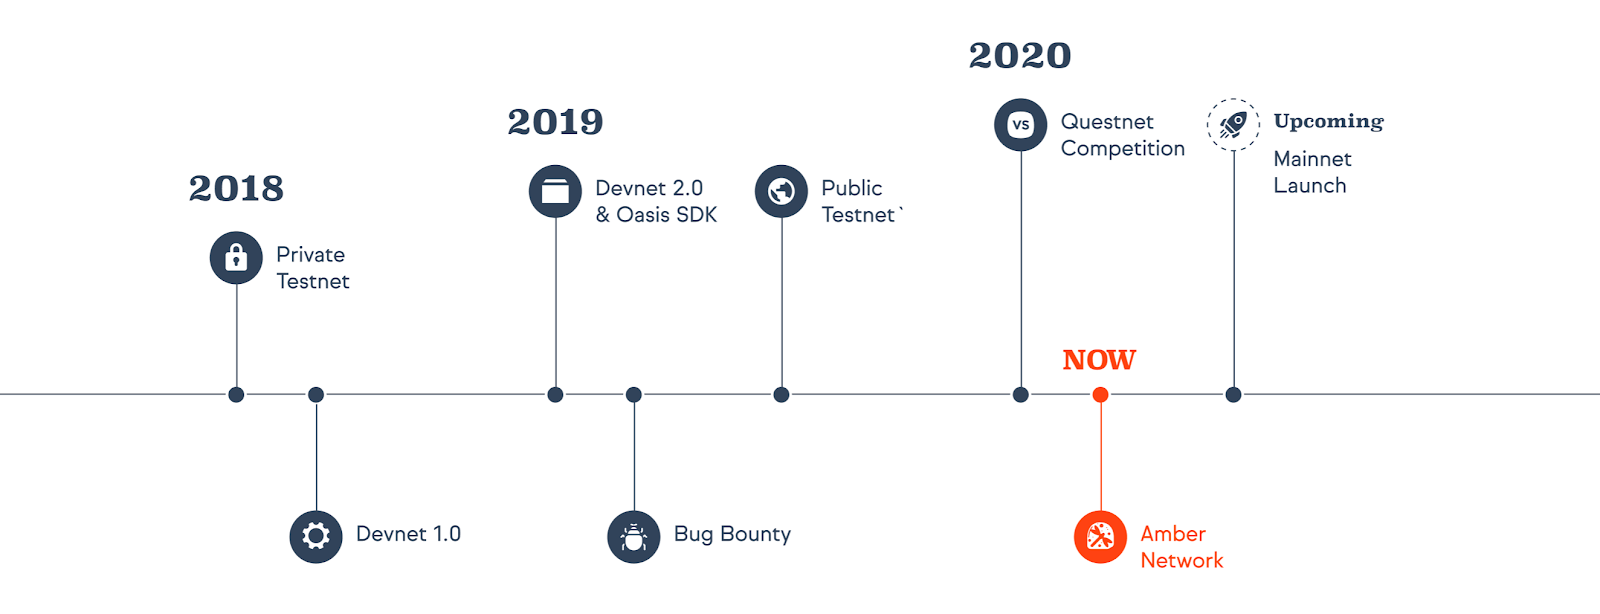 2018
Private
Testnet
Devnet 1.0
2019
Devnet 2.0
& Oasis SDK
Bug Bounty
Public
Testnet`
2020
VS
Questnet
Competition
NOW
Amber
Network
Upcoming
Mainnet
Launch